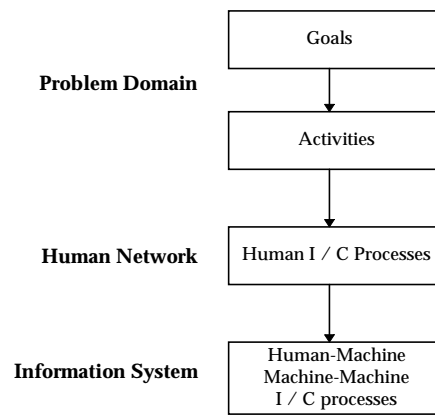 Goals
Problem Domain
Activities
Human Network
Human I / C Processes
Human-Machine
Information System
Machine-Machine
I / C processes